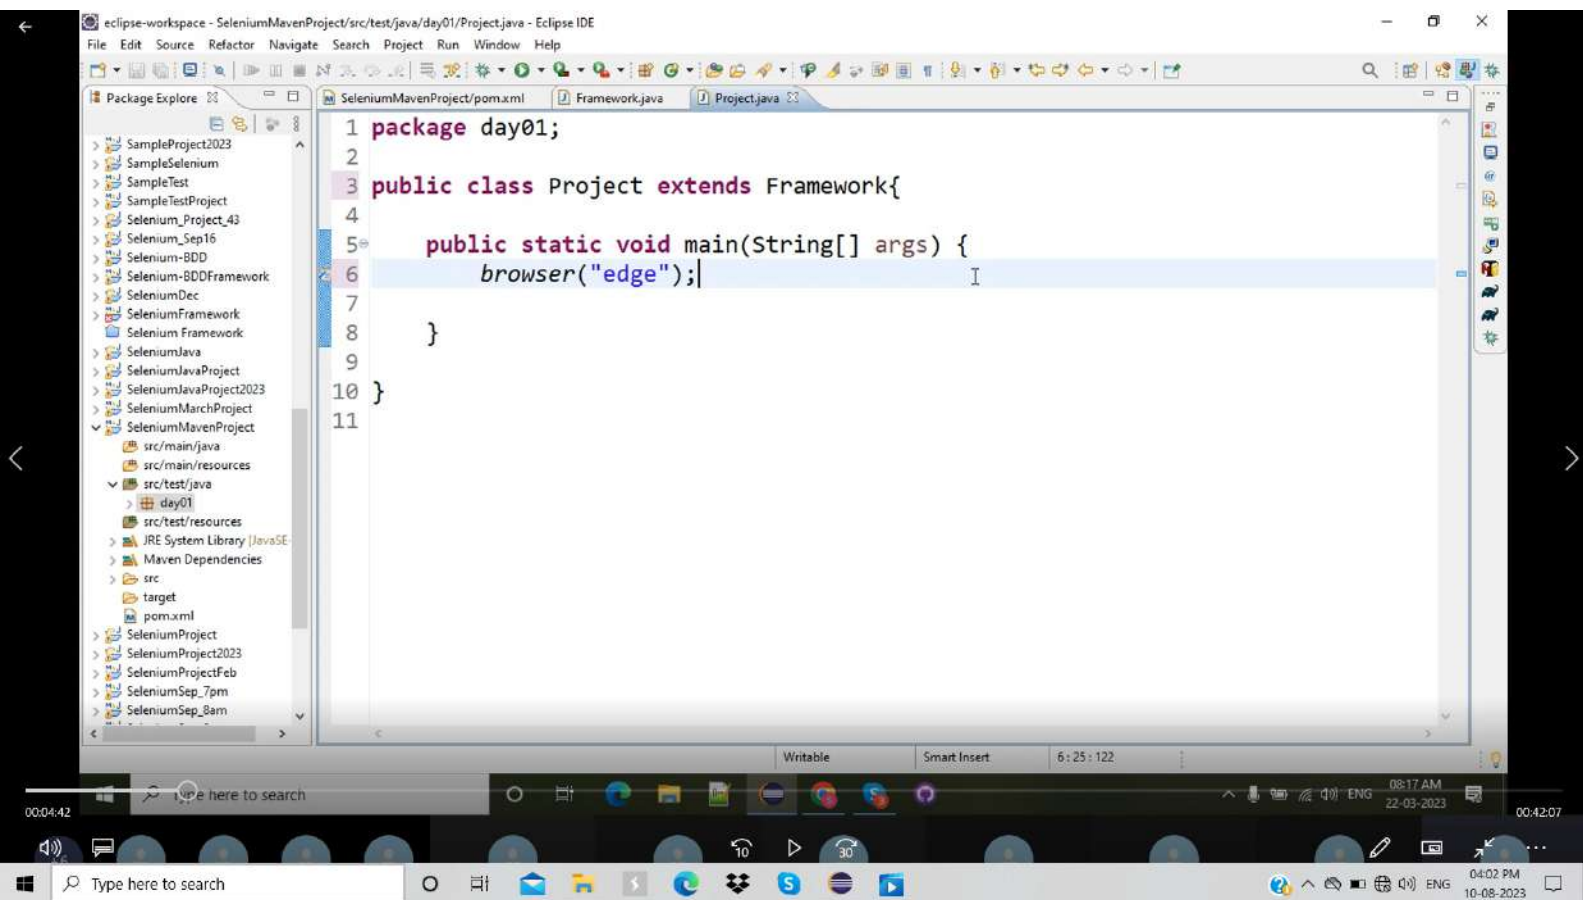 eclipse-workspace - SeleniumMavenProject/src/test/java/day01/Project.java - Eclipse IDE
File Edit Source Refactor Navigate Search Project Run Window Help
Package Explore
SeleniumMavenProject/pom.xml Framework.java Project.java
SampleProject2023
SampleSelenium
SampleTest
SampleTestProject
Selenium_Project_43
Selenium_Sep16
Selenium-BDD
Selenium-BDDFramework
SeleniumDec
SeleniumFramework
Selenium Framework
SeleniumJava
SeleniumJavaProject
SeleniumJavaProject2023
SeleniumMarchProject
SeleniumMavenProject
src/main/java
src/main/resources
src/test/java
day01
src/test/resources
JRE System Library [JavaSE-
Maven Dependencies
src
target
pom.xml
SeleniumProject
SeleniumProject2023
SeleniumProjectFeb
SeleniumSep_7pm
SeleniumSep_8am
1 package day01;
2
3 public class Project extends Framework{
4
5 public static void main(String[] args) {
6 browser("edge");
7
8 }
9
10 }
11
Writable Smart Insert 6 : 25 : 122
here to search
ENG
08:17 AM
22-03-2023
00:04:42
00:42:07
10
30
Type here to search
ENG
04:02 PM
10-08-2023